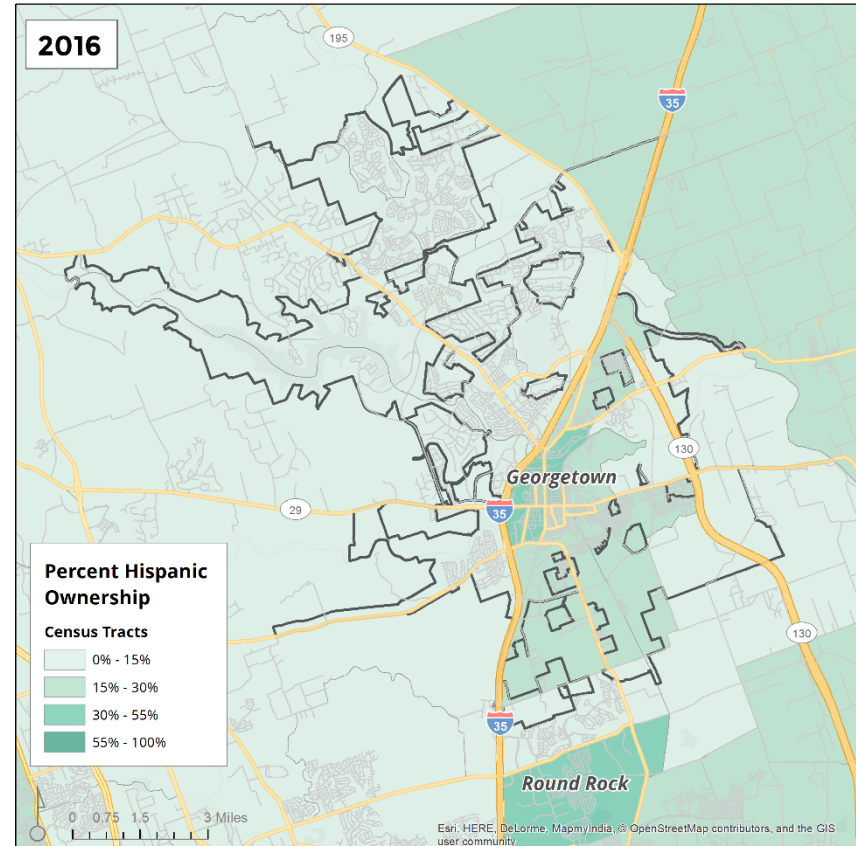 2016
195
35
130
Georgetown
29
35
130
Percent Hispanic
Ownership
Census Tracts
0% - 15%
15% - 30%
30% - 55%
55% - 100%
35
Round Rock
0 0.75 1.5 3 Miles
Esri, HERE, DeLorme, MapmyIndia, © OpenStreetMap contributors, and the GIS
user community